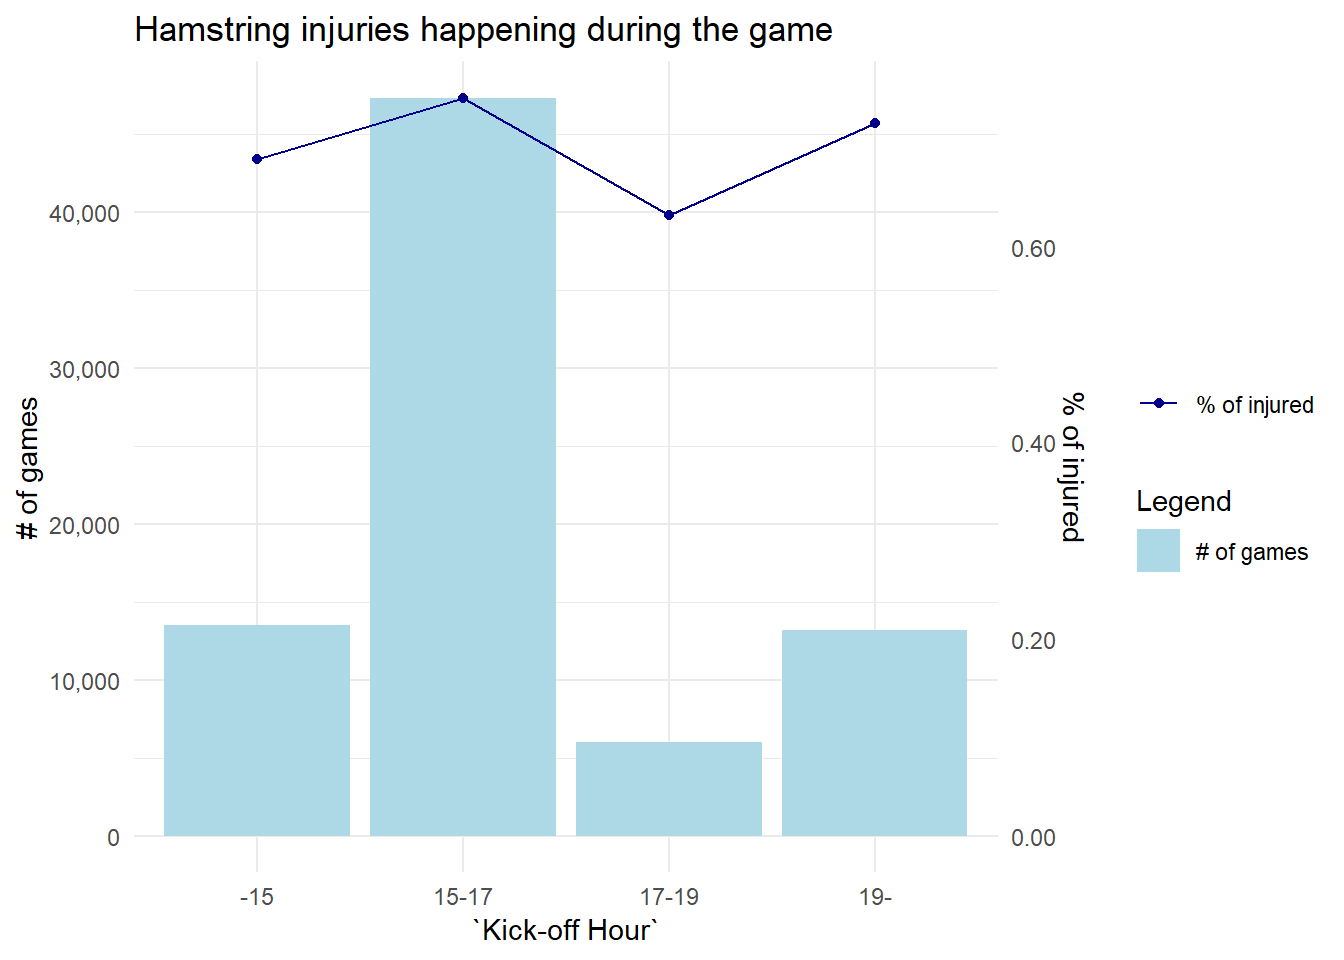 Hamstring injuries happening during the game
# of games
40,000
30,000
20,000
10,000
0
0.60
0.40
0.20
0.00
% of injured
-15
15-17
17-19
19-
`Kick-off Hour`
% of injured
Legend
# of games